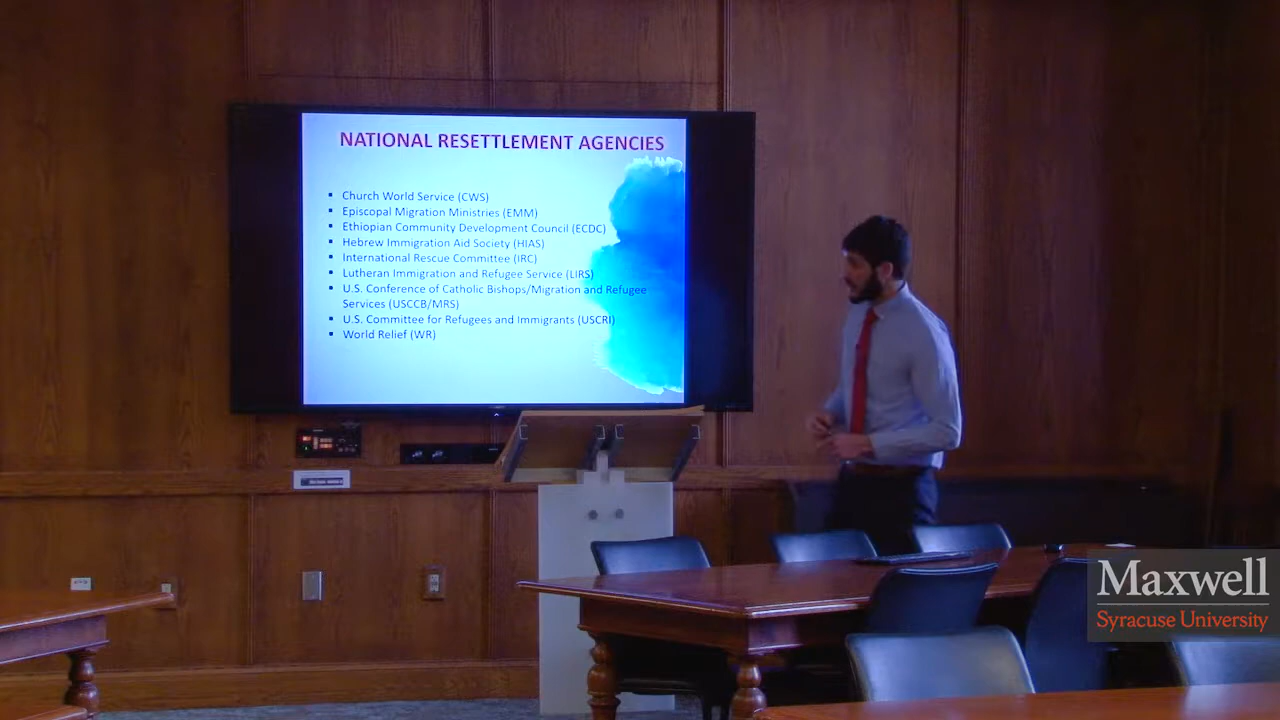 NATIONAL RESETTLEMENT AGENCIES
▪ Church World Service (CWS)
▪ Episcopal Migration Ministries (EMM)
▪ Ethiopian Community Development Council (ECDC)
▪ Hebrew Immigration Aid Society (HIAS)
▪ International Rescue Committee (IRC)
▪ Lutheran Immigration and Refugee Service (LIRS)
▪ U.S. Conference of Catholic Bishops/Migration and Refugee
Services (USCCB/MRS)
▪ U.S. Committee for Refugees and Immigrants (USCRI)
▪ World Relief (WR)
Maxwell
Syracuse University